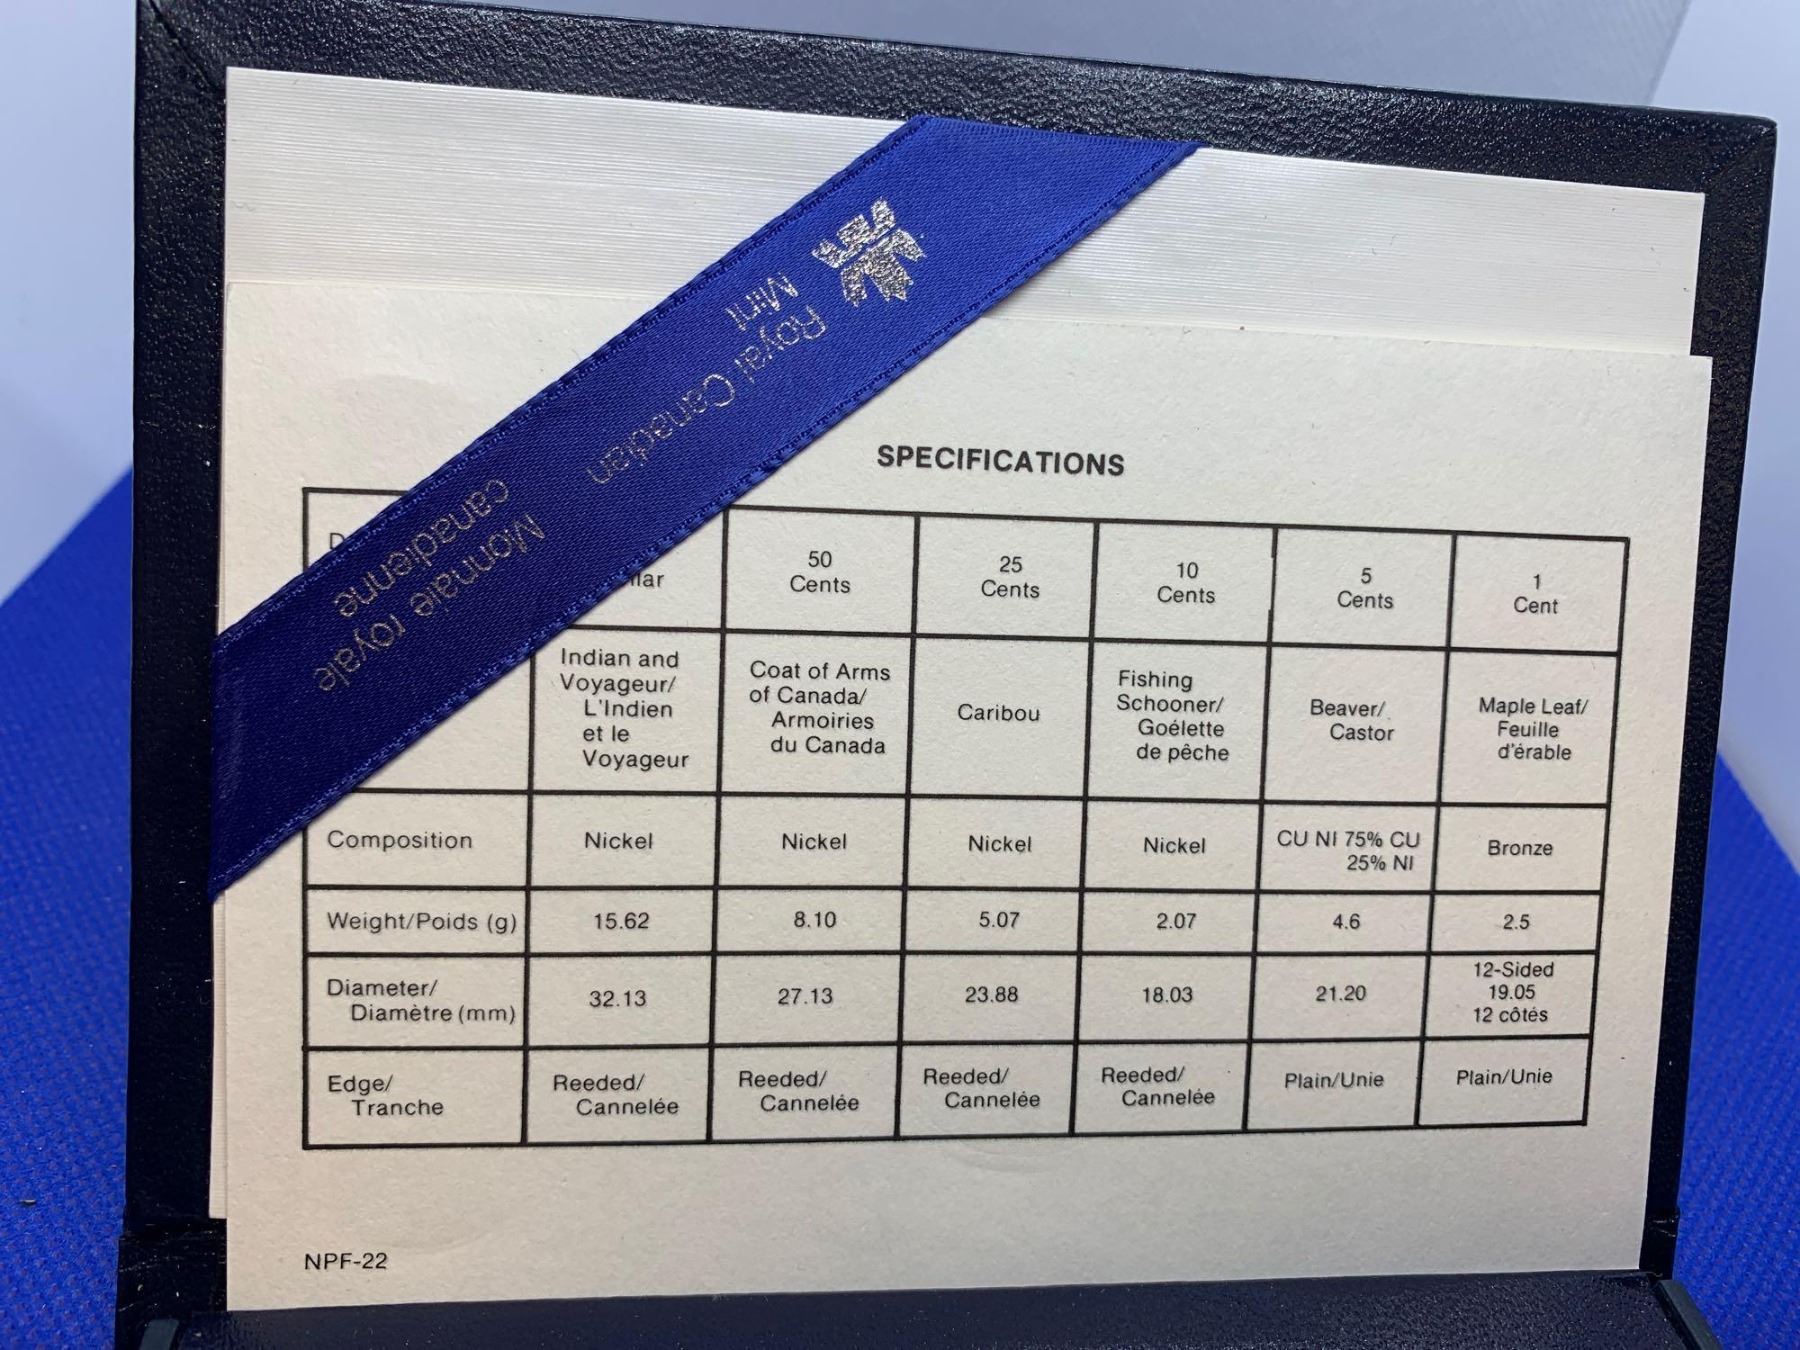 Royal Canadian
Mint
Monnaie royale
canadienne
SPECIFICATIONS
50
Cents
25
Cents
10
Cents
5
Cents
1
Cent
Indian and
Voyageur/
L'Indien
et le
Voyageur
Coat of Arms
of Canada/
Armoiries
du Canada
Caribou
Fishing
Schooner/
Goélette
de pêche
Beaver/
Castor
Maple Leaf/
Feuille
d'érable
Composition
Nickel
Nickel
Nickel
Nickel
CU NI 75% CU
25% NI
Bronze
Weight/Poids (g)
15.62
8.10
5.07
2.07
4.6
2.5
Diameter/
Diamètre (mm)
32.13
27.13
23.88
18.03
21.20
12-Sided
19.05
12 côtés
Edge/
Tranche
Reeded/
Cannelée
Reeded/
Cannelée
Reeded/
Cannelée
Reeded/
Cannelée
Plain/Unie
Plain/Unie
NPF-22